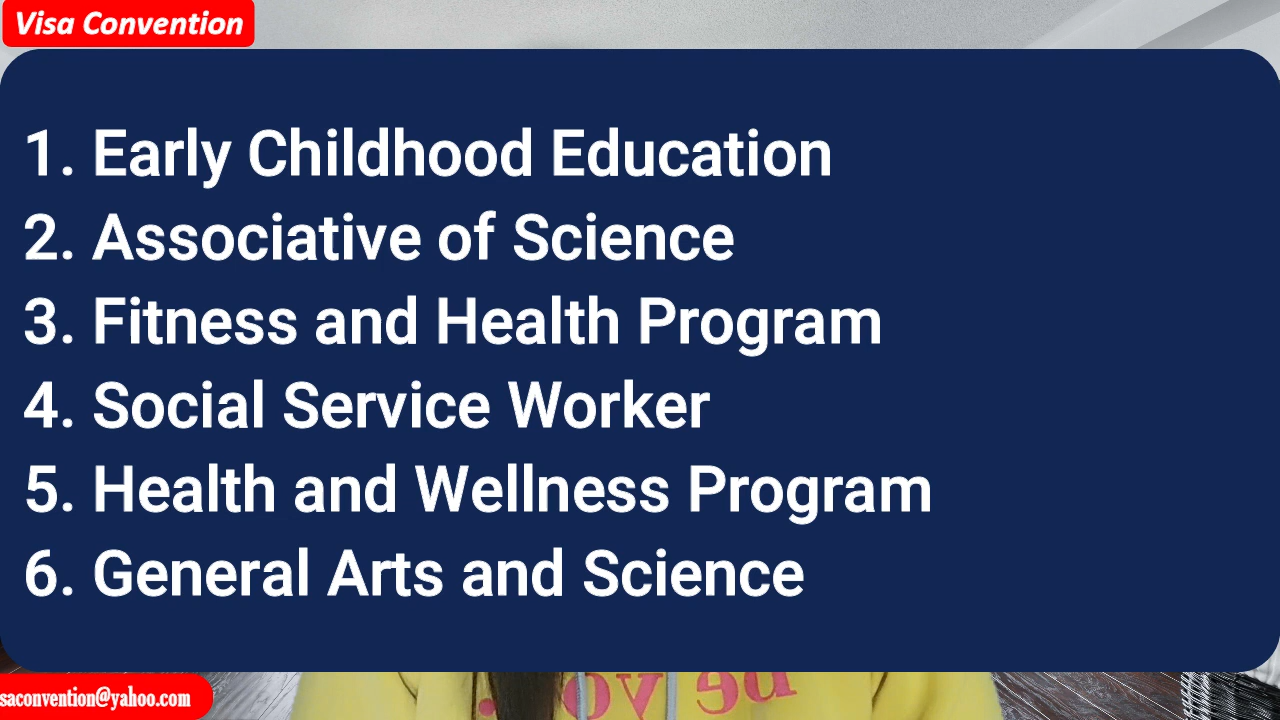 Visa Convention
1. Early Childhood Education
2. Associative of Science
3. Fitness and Health Program
4. Social Service Worker
5. Health and Wellness Program
6. General Arts and Science
saconvention@yahoo.com